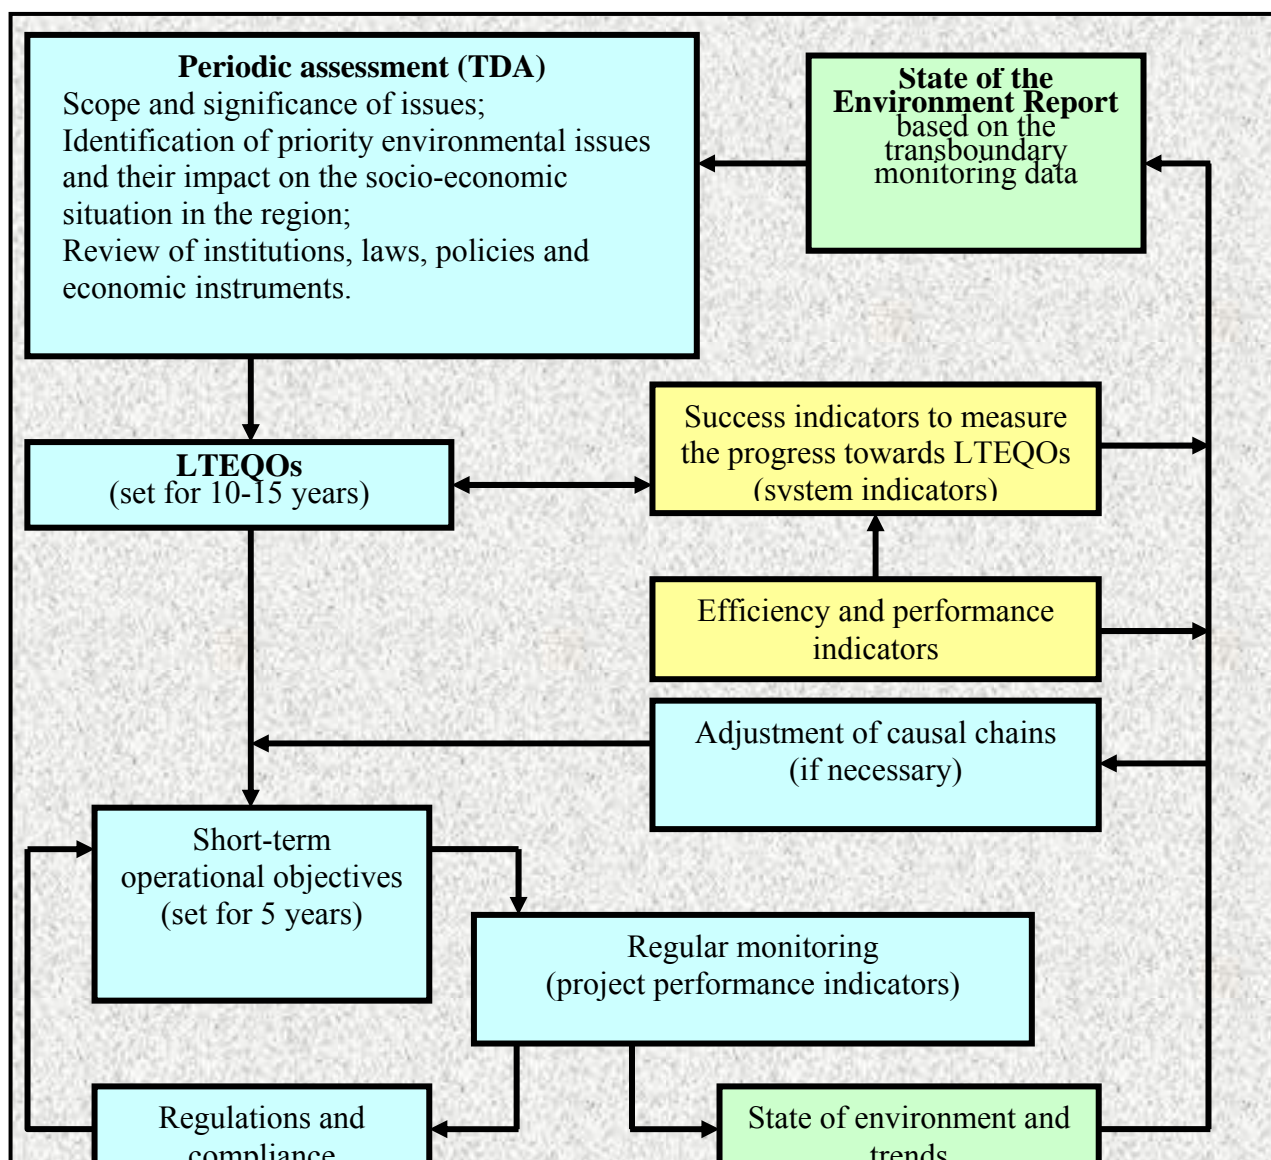 Periodic assessment (TDA)
Scope and significance of issues;
Identification of priority environmental issues
and their impact on the socio-economic
situation in the region;
Review of institutions, laws, policies and
economic instruments.
State of the
Environment Report
based on the
transboundary
monitoring data
LTEQOs
(set for 10-15 years)
Success indicators to measure
the progress towards LTEQOs
(system indicators)
Efficiency and performance
indicators
Adjustment of causal chains
(if necessary)
Short-term
operational objectives
(set for 5 years)
Regular monitoring
(project performance indicators)
Regulations and
compliance
State of environment and
trends